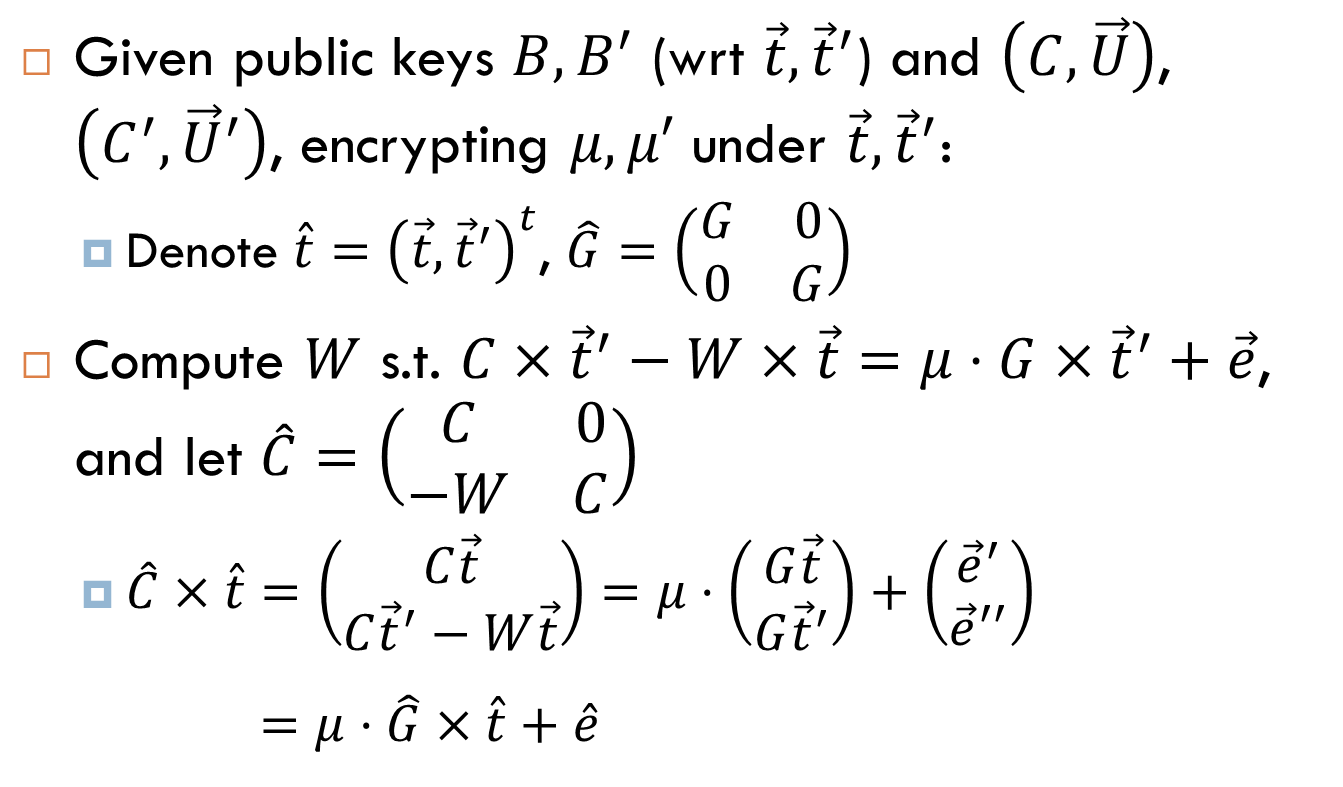 Given public keys B, B′ (wrt t⃗, t⃗′) and (C, U⃗),
(C′, U⃗′), encrypting μ, μ′ under t⃗, t⃗′:
Denote t̂ = (t⃗, t⃗′)ᵗ, Ĝ = (G 0; 0 G)
Compute W s.t. C × t⃗′ − W × t⃗ = μ · G × t⃗′ + e⃗,
and let Ĉ = (C 0; −W C)
Ĉ × t̂ = (Ct⃗; Ct⃗′ − Wt⃗) = μ · (Gt⃗; Gt⃗′) + (e⃗′; e⃗′′)
= μ · Ĝ × t̂ + ê